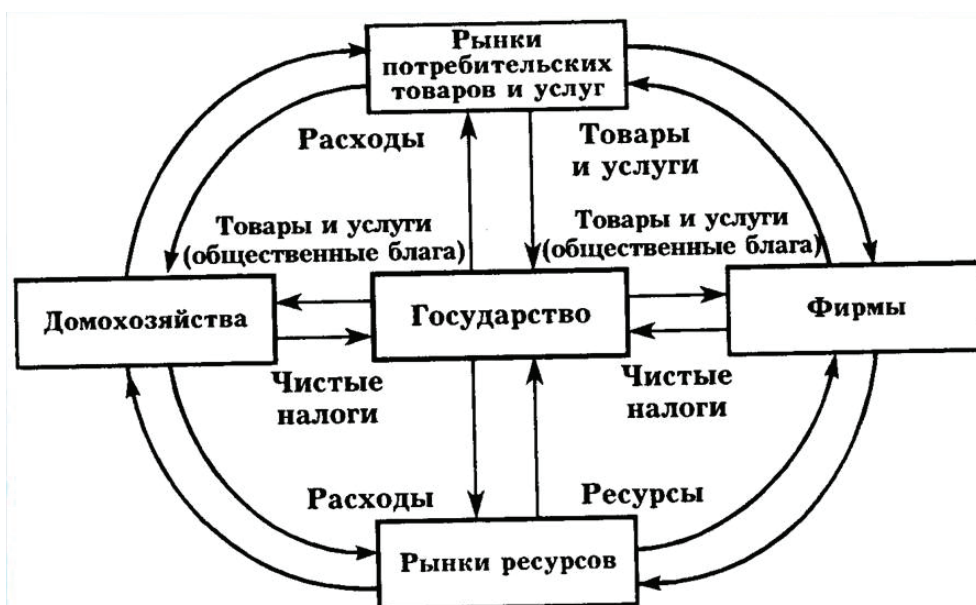 Рынки
потребительских
товаров и услуг
Расходы
Товары
и услуги
Товары и услуги
(общественные блага)
Товары и услуги
(общественные блага)
Домохозяйства
Государство
Фирмы
Чистые
налоги
Чистые
налоги
Расходы
Ресурсы
Рынки ресурсов